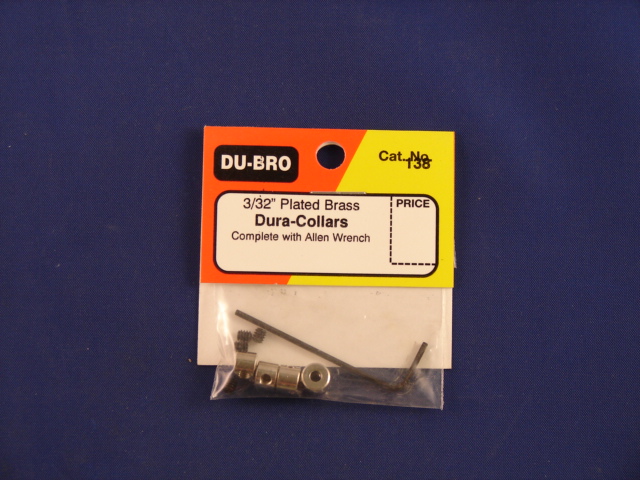 DU-BRO
Cat. No.
138
3/32" Plated Brass
Dura-Collars
Complete with Allen Wrench
PRICE